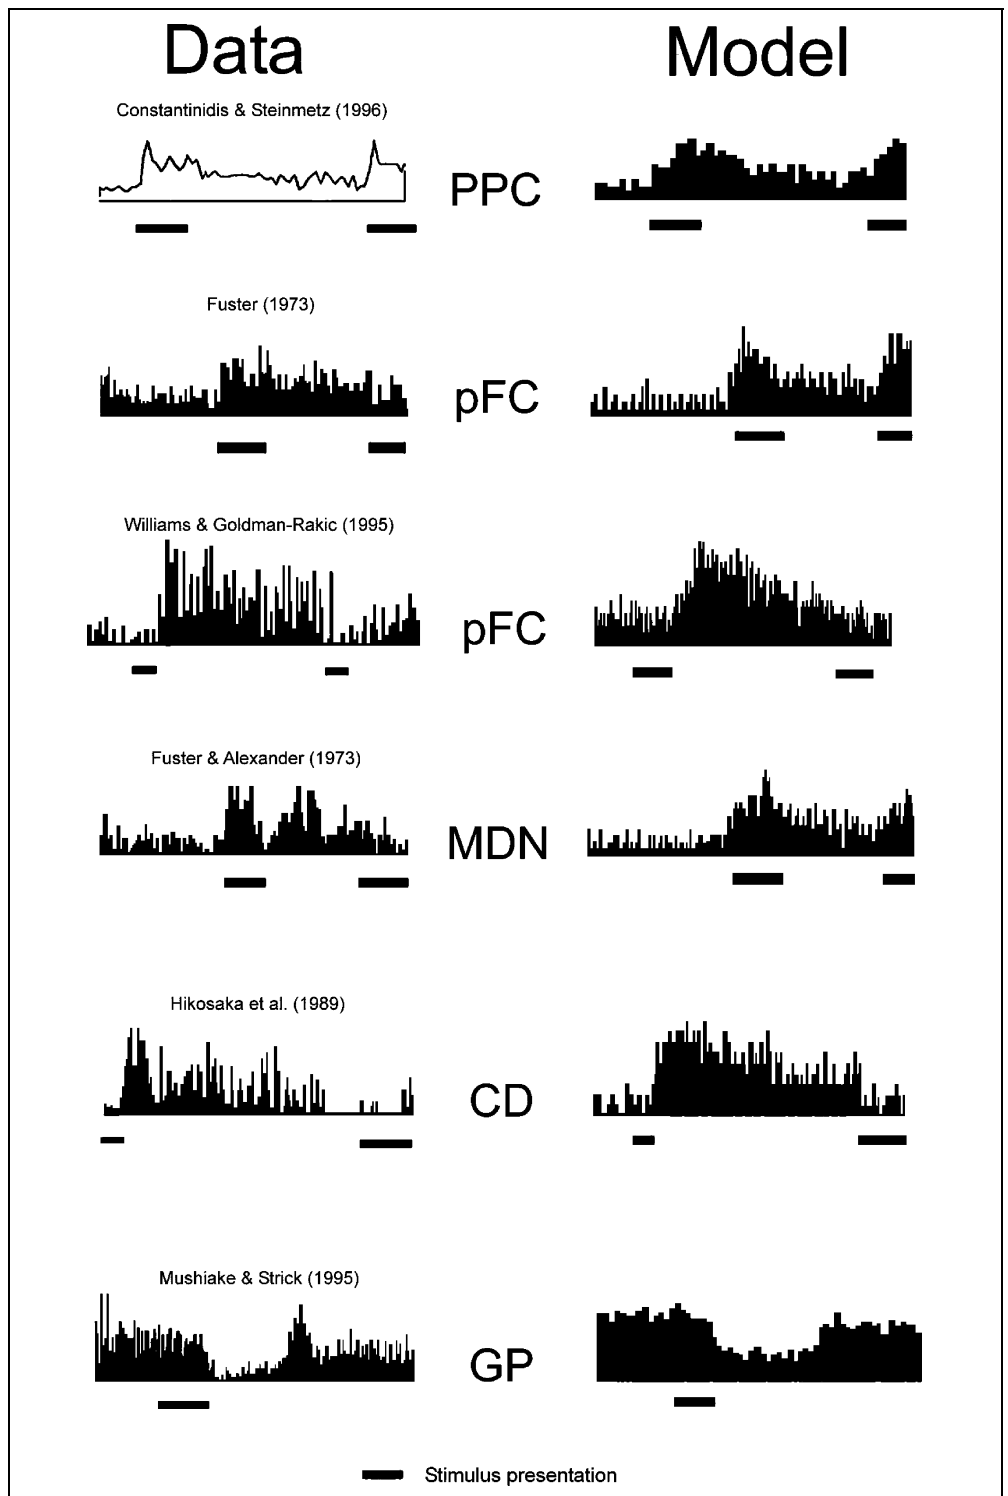 Data
Model
Constantinidis & Steinmetz (1996)
PPC
Fuster (1973)
pFC
Williams & Goldman-Rakic (1995)
pFC
Fuster & Alexander (1973)
MDN
Hikosaka et al. (1989)
CD
Mushiake & Strick (1995)
GP
Stimulus presentation